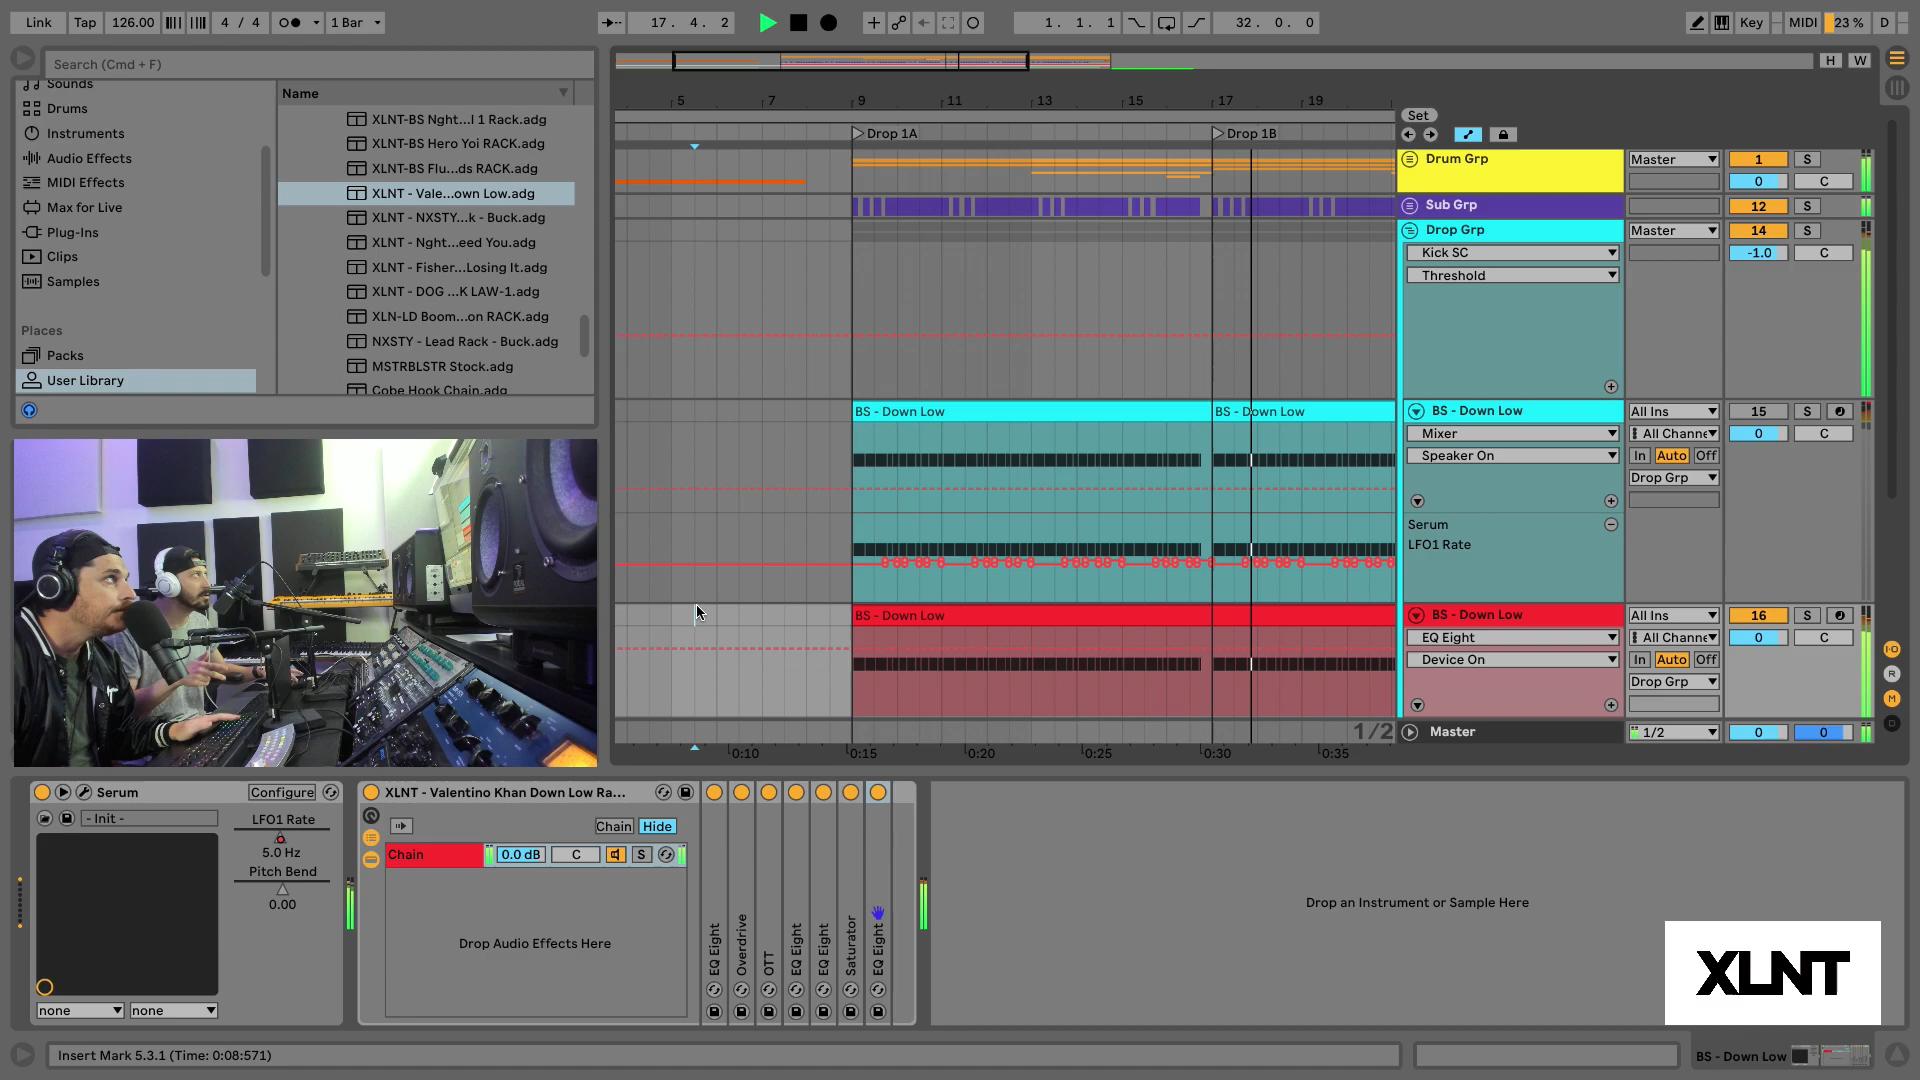 Link
Tap
126.00
4 / 4
1 Bar
17. 4. 2
1. 1. 1
32. 0. 0
Key
MIDI
23 %
D
Search (Cmd + F)
H
W
Sounds
Drums
Instruments
Audio Effects
MIDI Effects
Max for Live
Plug-Ins
Clips
Samples
Places
Packs
User Library
Name
XLNT-BS Nght...l 1 Rack.adg
XLNT-BS Hero Yoi RACK.adg
XLNT-BS Flu...ds RACK.adg
XLNT - Vale...own Low.adg
XLNT - NXSTY...k - Buck.adg
XLNT - Nght...eed You.adg
XLNT - Fisher...Losing It.adg
XLNT - DOG ...K LAW-1.adg
XLN-LD Boom...on RACK.adg
NXSTY - Lead Rack - Buck.adg
MSTRBLSTR Stock.adg
Cobe Hook Chain.adg
5
7
9
11
13
15
17
19
Set
Drop 1A
Drop 1B
Drum Grp
Master
1
S
0
C
Sub Grp
12
S
Drop Grp
Master
14
S
Kick SC
-1.0
C
Threshold
BS - Down Low
BS - Down Low
BS - Down Low
All Ins
15
S
Mixer
All Channe
0
C
Speaker On
In
Auto
Off
Drop Grp
Serum
LFO1 Rate
BS - Down Low
BS - Down Low
All Ins
16
S
EQ Eight
All Channe
0
C
Device On
In
Auto
Off
Drop Grp
1/2
Master
1/2
0
0
0:10
0:15
0:20
0:25
0:30
0:35
I·O
R
M
D
Serum
Configure
- Init -
LFO1 Rate
5.0 Hz
Pitch Bend
0.00
none
none
XLNT - Valentino Khan Down Low Ra...
Chain
Hide
Chain
0.0 dB
C
S
Drop Audio Effects Here
EQ Eight
Overdrive
OTT
EQ Eight
EQ Eight
Saturator
EQ Eight
Drop an Instrument or Sample Here
XLNT
Insert Mark 5.3.1 (Time: 0:08:571)
BS - Down Low